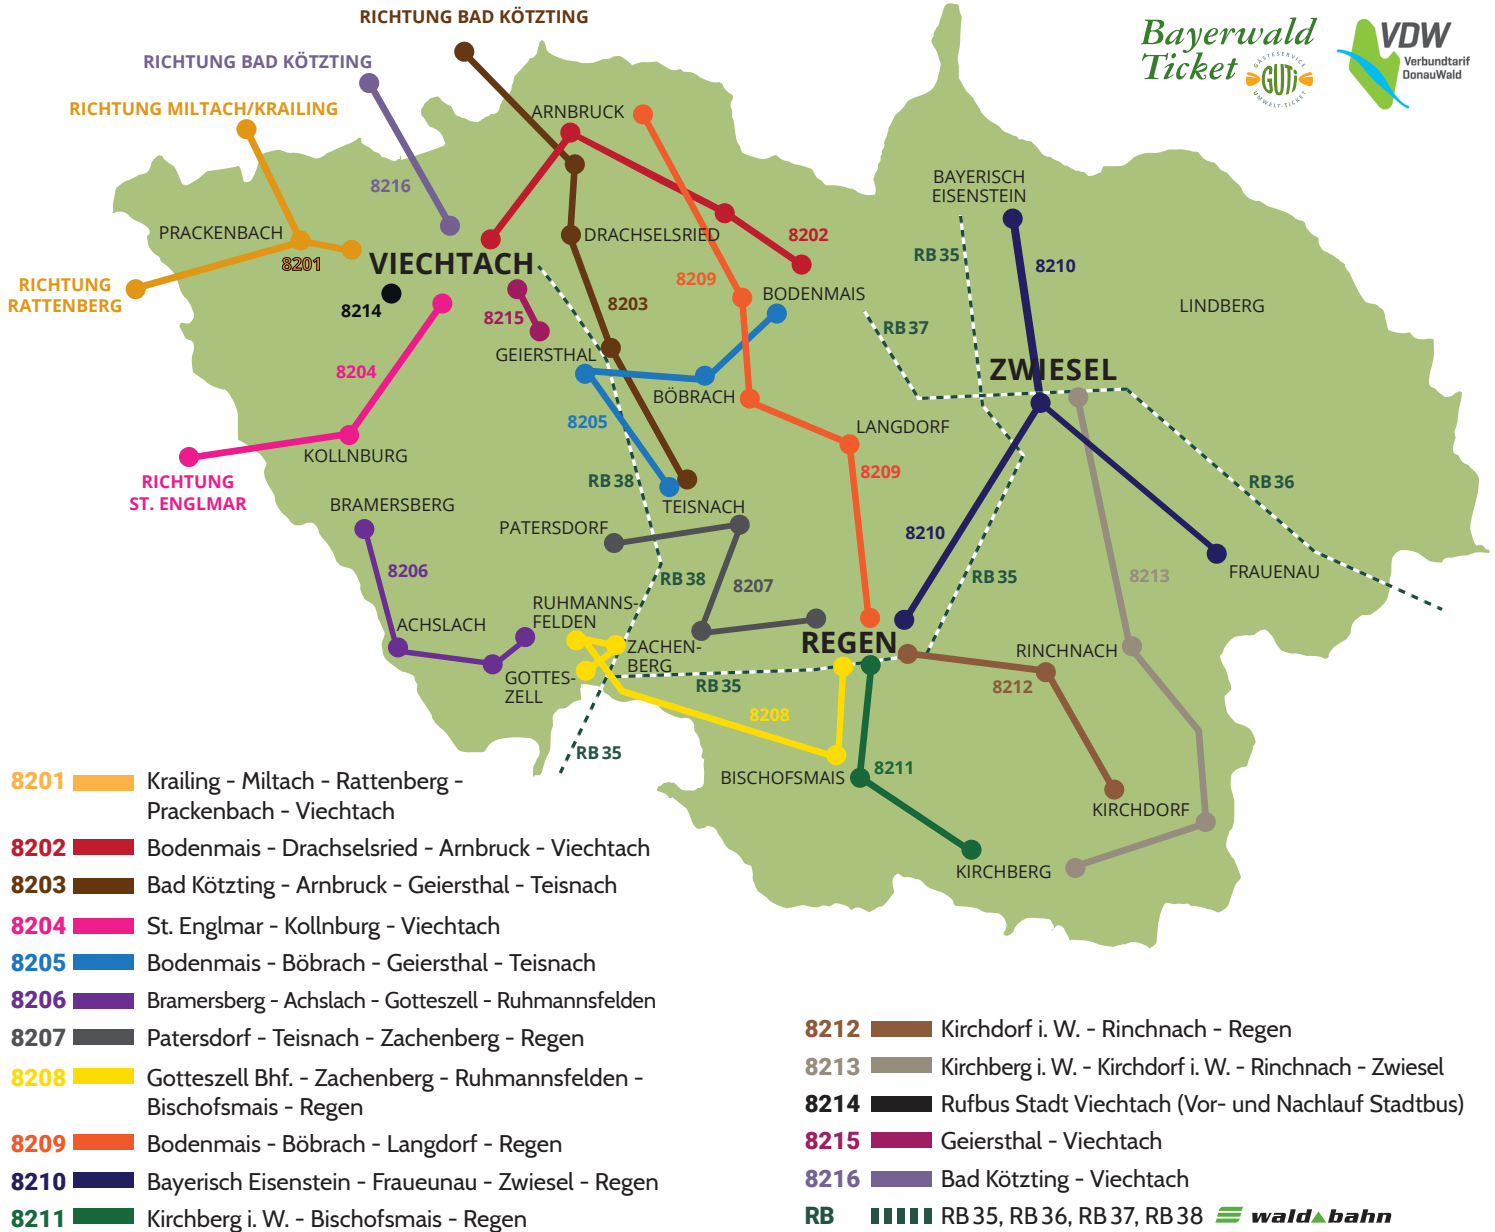 RICHTUNG BAD KÖTZTING
RICHTUNG BAD KÖTZTING
RICHTUNG MILTACH/KRAILING
Bayerwald
Ticket
GÄSTESERVICE
GUTi
UMWELT-TICKET
VDW
Verbundtarif
DonauWald
ARNBRUCK
8216
BAYERISCH
EISENSTEIN
PRACKENBACH
8201
DRACHSELSRIED
8202
RB 35
8210
VIECHTACH
RICHTUNG
RATTENBERG
8214
8209
BODENMAIS
LINDBERG
8215
8203
RB 37
GEIERSTHAL
8204
ZWIESEL
BÖBRACH
8205
LANGDORF
KOLLNBURG
8209
RICHTUNG
ST. ENGLMAR
RB 38
RB 36
BRAMERSBERG
TEISNACH
PATERSDORF
8210
8206
RB 38
8207
RB 35
8213
FRAUENAU
RUHMANNS-
FELDEN
ACHSLACH
ZACHEN-
BERG
REGEN
RINCHNACH
GOTTES-
ZELL
RB 35
8212
8208
RB 35
BISCHOFSMAIS
8211
KIRCHDORF
KIRCHBERG
8201 Krailing - Miltach - Rattenberg -
Prackenbach - Viechtach
8202 Bodenmais - Drachselsried - Arnbruck - Viechtach
8203 Bad Kötzting - Arnbruck - Geiersthal - Teisnach
8204 St. Englmar - Kollnburg - Viechtach
8205 Bodenmais - Böbrach - Geiersthal - Teisnach
8206 Bramersberg - Achslach - Gotteszell - Ruhmannsfelden
8207 Patersdorf - Teisnach - Zachenberg - Regen
8208 Gotteszell Bhf. - Zachenberg - Ruhmannsfelden -
Bischofsmais - Regen
8209 Bodenmais - Böbrach - Langdorf - Regen
8210 Bayerisch Eisenstein - Fraueunau - Zwiesel - Regen
8211 Kirchberg i. W. - Bischofsmais - Regen
8212 Kirchdorf i. W. - Rinchnach - Regen
8213 Kirchberg i. W. - Kirchdorf i. W. - Rinchnach - Zwiesel
8214 Rufbus Stadt Viechtach (Vor- und Nachlauf Stadtbus)
8215 Geiersthal - Viechtach
8216 Bad Kötzting - Viechtach
RB RB 35, RB 36, RB 37, RB 38 waldbahn